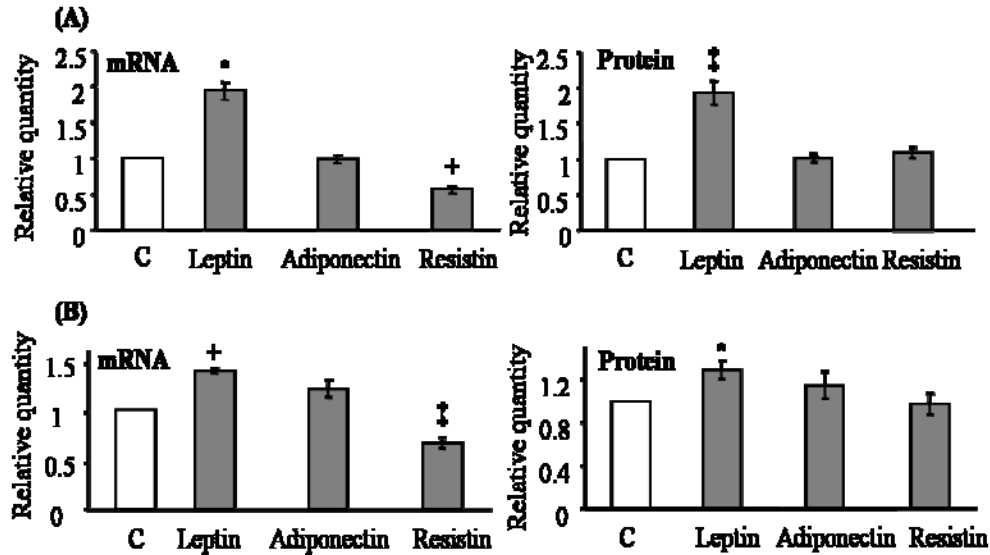 (A)
mRNA
Relative quantity
2.5
2
1.5
1
0.5
0
*
+
C Leptin Adiponectin Resistin
Protein
Relative quantity
2.5
2
1.5
1
0.5
0
‡
C Leptin Adiponectin Resistin
(B)
mRNA
Relative quantity
1.5
1
0.5
0
+
‡
C Leptin Adiponectin Resistin
Protein
Relative quantity
1.2
0.8
0.4
0
*
C Leptin Adiponectin Resistin